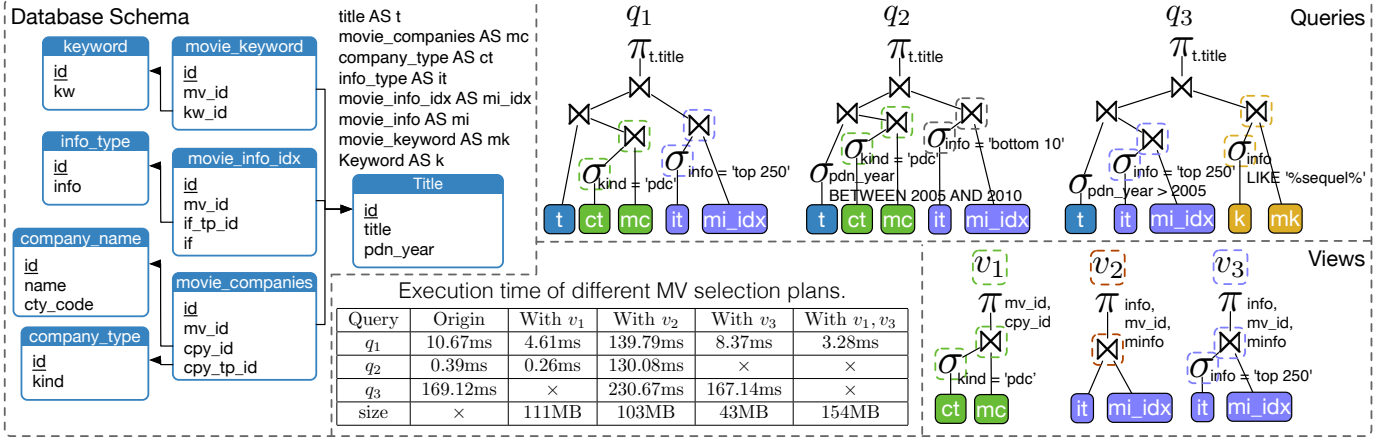 Database Schema
keyword
id
kw
movie_keyword
id
mv_id
kw_id
info_type
id
info
movie_info_idx
id
mv_id
if_tp_id
if
company_name
id
name
cty_code
movie_companies
id
mv_id
cpy_id
cpy_tp_id
company_type
id
kind
title AS t
movie_companies AS mc
company_type AS ct
info_type AS it
movie_info_idx AS mi_idx
movie_info AS mi
movie_keyword AS mk
Keyword AS k
Title
id
title
pdn_year
Queries
q1
π t.title
⋈
⋈
⋈
⋈
σ kind = 'pdc'
σ info = 'top 250'
t ct mc it mi_idx
q2
π t.title
⋈
⋈
⋈
⋈
σ kind = 'pdc'
σ info = 'bottom 10'
σ pdn_year
BETWEEN 2005 AND 2010
t ct mc it mi_idx
q3
π t.title
⋈
⋈
⋈
⋈
σ info
LIKE '%sequel%'
σ info = 'top 250'
σ pdn_year > 2005
t it mi_idx k mk
Execution time of different MV selection plans.
Query Origin With v1 With v2 With v3 With v1, v3
q1 10.67ms 4.61ms 139.79ms 8.37ms 3.28ms
q2 0.39ms 0.26ms 130.08ms × ×
q3 169.12ms × 230.67ms 167.14ms ×
size × 111MB 103MB 43MB 154MB
Views
v1
π mv_id,
cpy_id
⋈
σ kind = 'pdc'
ct mc
v2
π info,
mv_id,
minfo
⋈
it mi_idx
v3
π info,
mv_id,
minfo
⋈
σ info = 'top 250'
it mi_idx